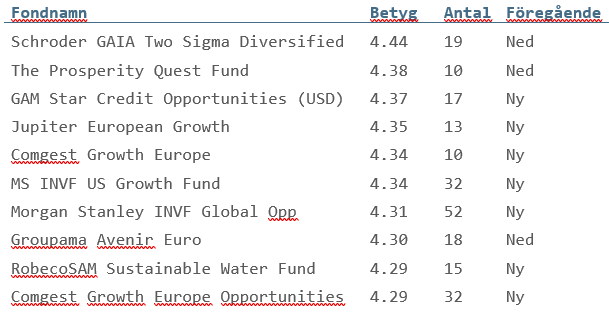 Fondnamn Betyg Antal Föregående
Schroder GAIA Two Sigma Diversified 4.44 19 Ned
The Prosperity Quest Fund 4.38 10 Ned
GAM Star Credit Opportunities (USD) 4.37 17 Ny
Jupiter European Growth 4.35 13 Ny
Comgest Growth Europe 4.34 10 Ny
MS INVF US Growth Fund 4.34 32 Ny
Morgan Stanley INVF Global Opp 4.31 52 Ny
Groupama Avenir Euro 4.30 18 Ned
RobecoSAM Sustainable Water Fund 4.29 15 Ny
Comgest Growth Europe Opportunities 4.29 32 Ny